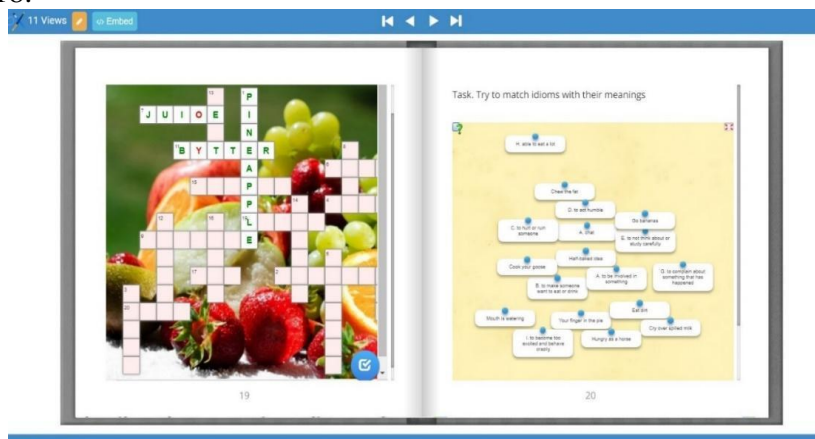 11 Views
Embed
PINEAPPLE
JUIOE
BYTTER
19
Task. Try to match idioms with their meanings
H. able to eat a lot
Chew the fat
D. to eat humble
Go bananas
C. to hurt or ruin
someone
E. to not think about or
study carefully
Half-baked idea
Cook your goose
A. to be involved in
something
G. to complain about
something that has
happened
B. to make someone
want to eat or drink
Eat dirt
Mouth is watering
Your finger in the pie
Cry over spilled milk
I. to become too
excited and behave
crazily
Hungry as a horse
20